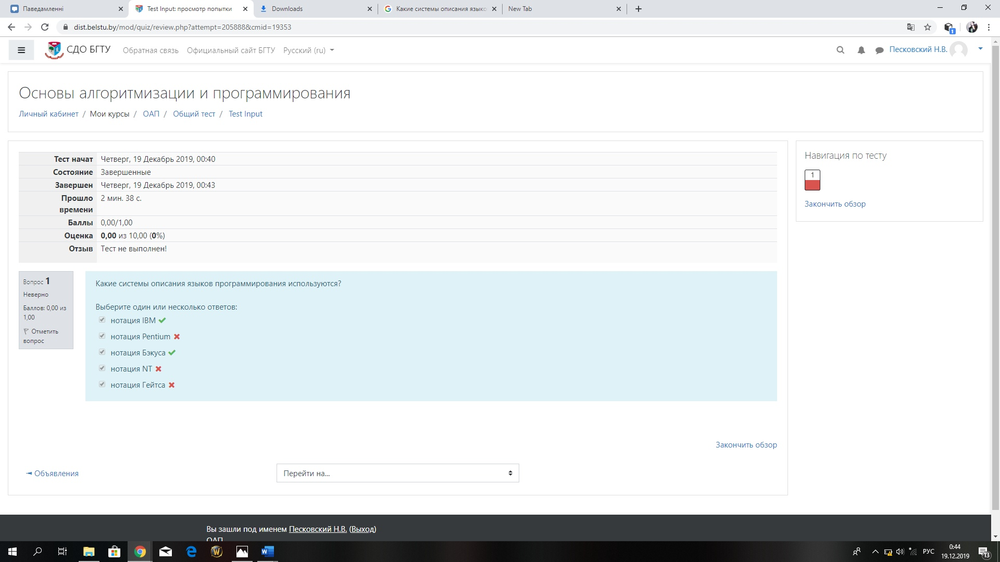 Паведамленні
Test Input: просмотр попытки
Downloads
Какие системы описания языко
New Tab
dist.belstu.by/mod/quiz/review.php?attempt=205888&cmid=19353
1
СДО БГТУ
Обратная связь
Официальный сайт БГТУ
Русский (ru)
Песковский Н.В.
Основы алгоритмизации и программирования
Личный кабинет / Мои курсы / ОАП / Общий тест / Test Input
Тест начат Четверг, 19 Декабрь 2019, 00:40
Состояние Завершенные
Завершен Четверг, 19 Декабрь 2019, 00:43
Прошло 2 мин. 38 с.
времени
Баллы 0,00/1,00
Оценка 0,00 из 10,00 (0%)
Отзыв Тест не выполнен!
Навигация по тесту
1
Закончить обзор
Вопрос 1
Неверно
Баллов: 0,00 из
1,00
Отметить
вопрос
Какие системы описания языков программирования используются?
Выберите один или несколько ответов:
нотация IBM
нотация Pentium
нотация Бэкуса
нотация NT
нотация Гейтса
Закончить обзор
Объявления
Перейти на...
Вы зашли под именем Песковский Н.В. (Выход)
ОАП
РУС
0:44
19.12.2019
13